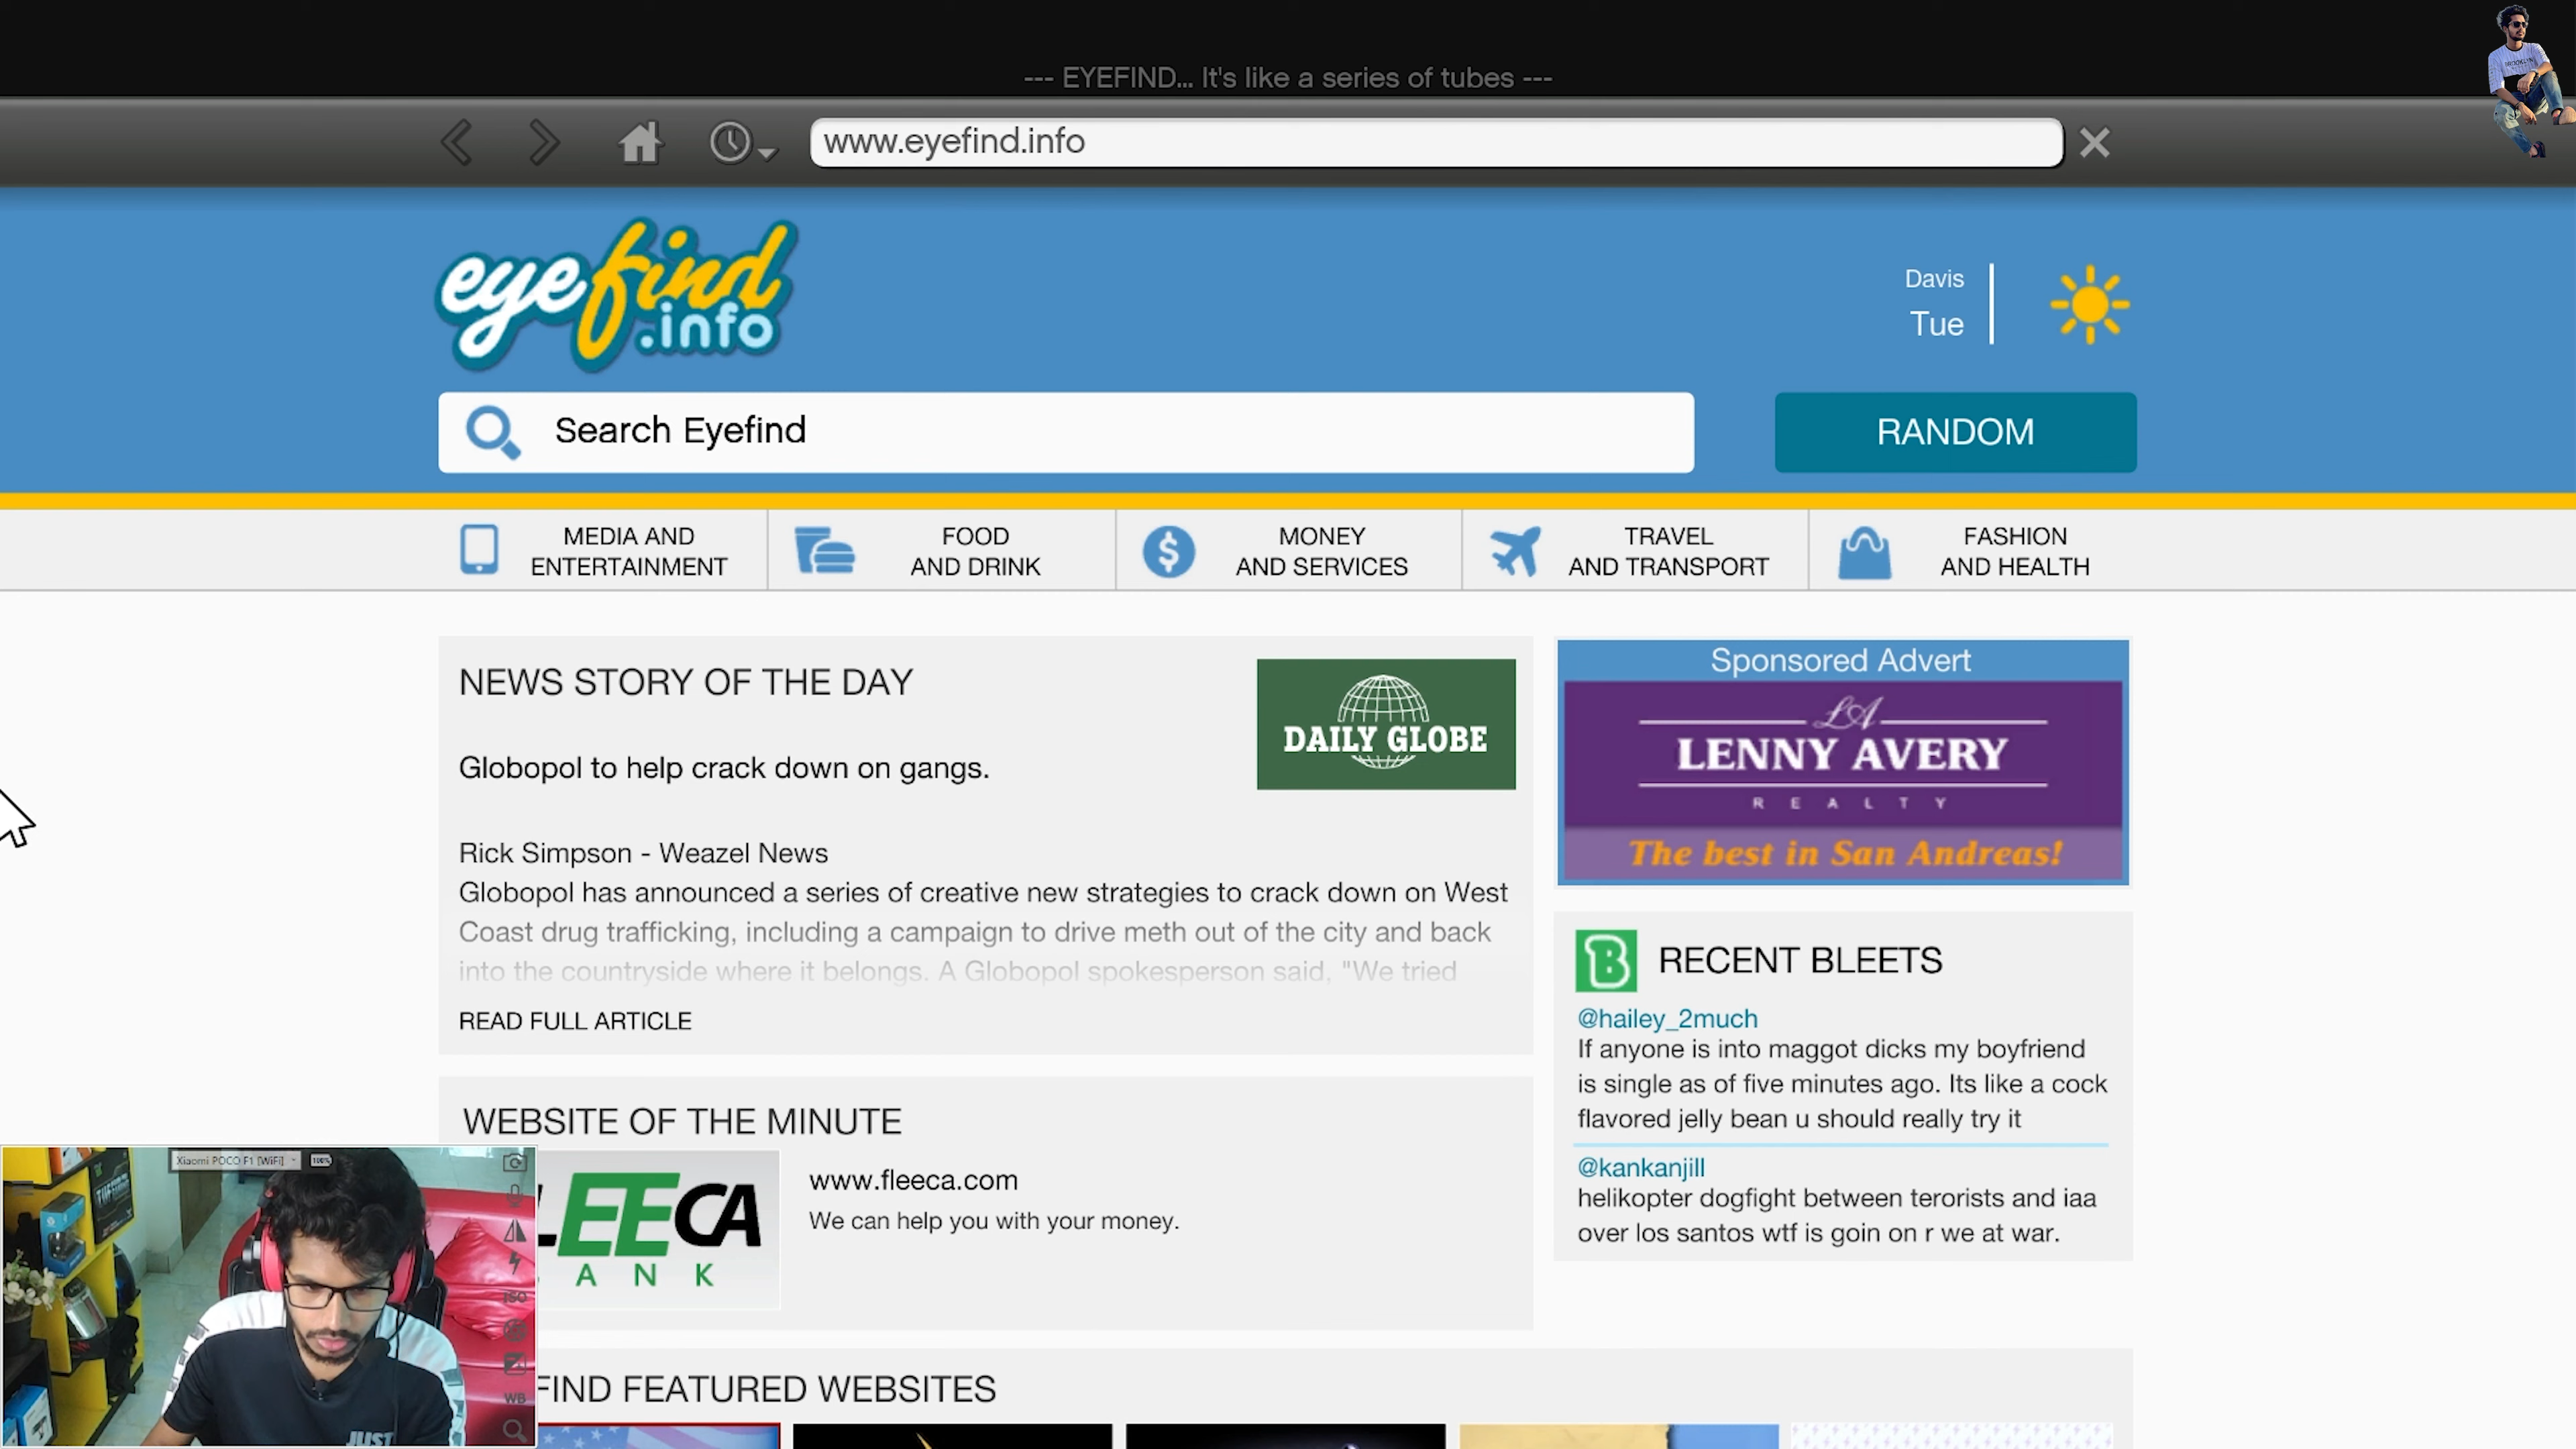 --- EYEFIND... It's like a series of tubes ---
www.eyefind.info
eyefind
.info
Davis
Tue
Search Eyefind
RANDOM
MEDIA AND
ENTERTAINMENT
FOOD
AND DRINK
MONEY
AND SERVICES
TRAVEL
AND TRANSPORT
FASHION
AND HEALTH
NEWS STORY OF THE DAY
DAILY GLOBE
Globopol to help crack down on gangs.
Rick Simpson - Weazel News
Globopol has announced a series of creative new strategies to crack down on West
Coast drug trafficking, including a campaign to drive meth out of the city and back
into the countryside where it belongs. A Globopol spokesperson said, "We tried
READ FULL ARTICLE
Sponsored Advert
LA
LENNY AVERY
REALTY
The best in San Andreas!
B RECENT BLEETS
@hailey_2much
If anyone is into maggot dicks my boyfriend
is single as of five minutes ago. Its like a cock
flavored jelly bean u should really try it
@kankanjill
helikopter dogfight between terorists and iaa
over los santos wtf is goin on r we at war.
WEBSITE OF THE MINUTE
LEECA
ANK
www.fleeca.com
We can help you with your money.
FIND FEATURED WEBSITES
Xiaomi POCO F1 [WiFi]
100%
ISO
WB
JUST